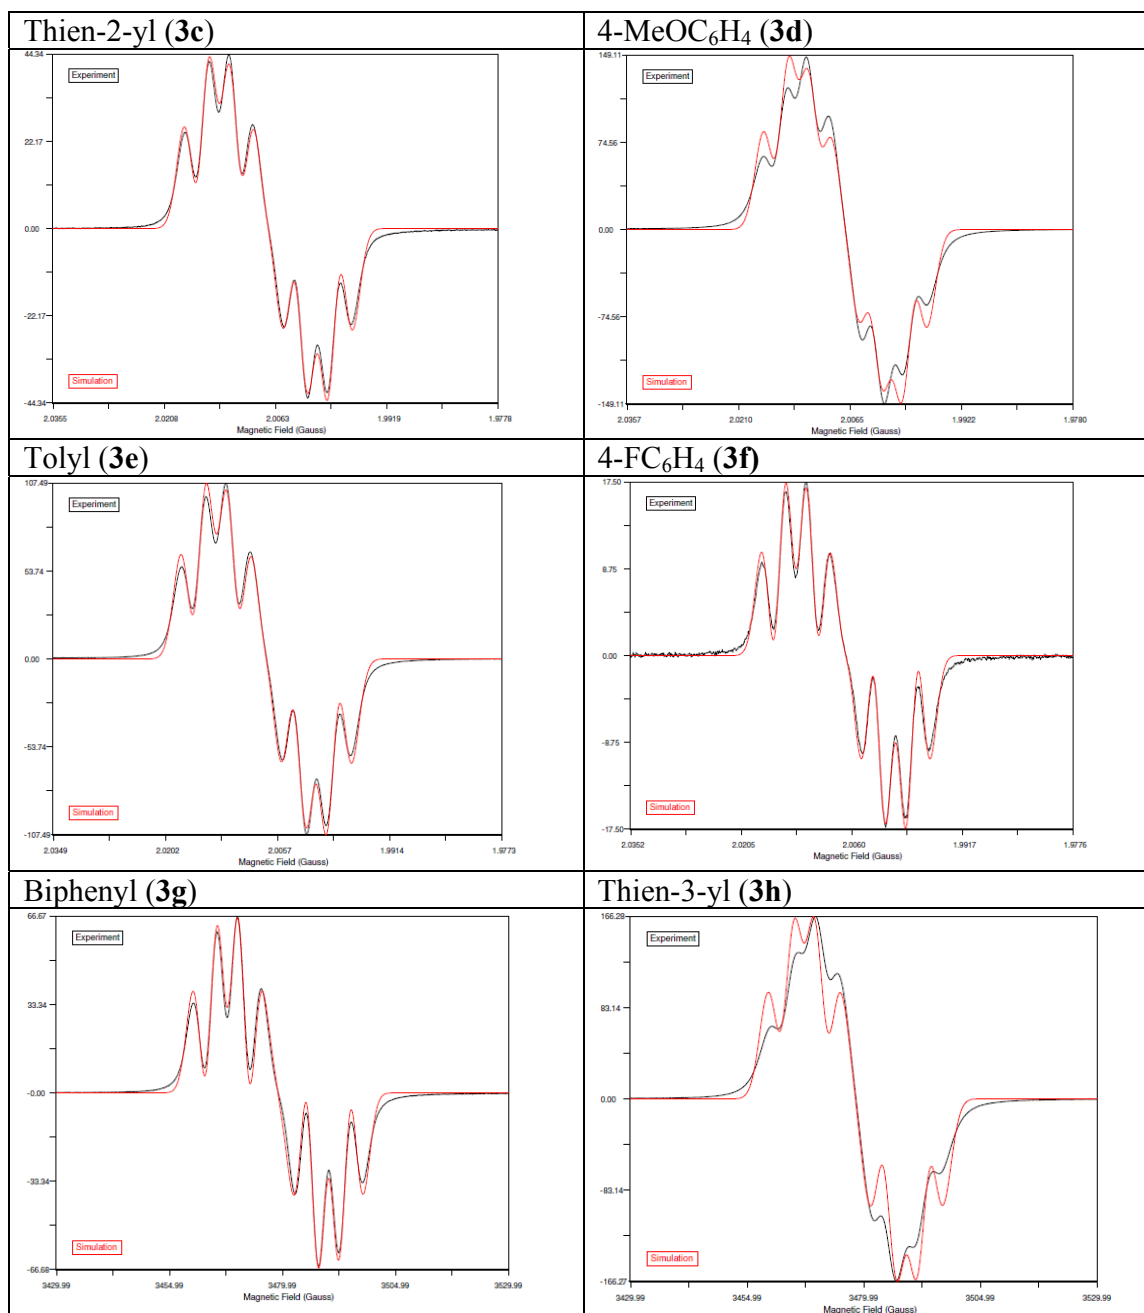 Thien-2-yl (3c)
4-MeOC6H4 (3d)
44.34
22.17
0.00
-22.17
-44.34
Experiment
Simulation
2.0355 2.0208 2.0063 1.9919 1.9778
Magnetic Field (Gauss)
149.11
74.56
0.00
-74.56
-149.11
Experiment
Simulation
2.0357 2.0210 2.0065 1.9922 1.9780
Magnetic Field (Gauss)
Tolyl (3e)
4-FC6H4 (3f)
107.49
53.74
0.00
-53.74
-107.49
Experiment
Simulation
2.0349 2.0202 2.0057 1.9914 1.9773
Magnetic Field (Gauss)
17.50
8.75
0.00
-8.75
-17.50
Experiment
Simulation
2.0352 2.0205 2.0060 1.9917 1.9776
Magnetic Field (Gauss)
Biphenyl (3g)
Thien-3-yl (3h)
66.67
33.34
-0.00
-33.34
-66.68
Experiment
Simulation
3429.99 3454.99 3479.99 3504.99 3529.99
Magnetic Field (Gauss)
166.28
83.14
0.00
-83.14
-166.27
Experiment
Simulation
3429.99 3454.99 3479.99 3504.99 3529.99
Magnetic Field (Gauss)